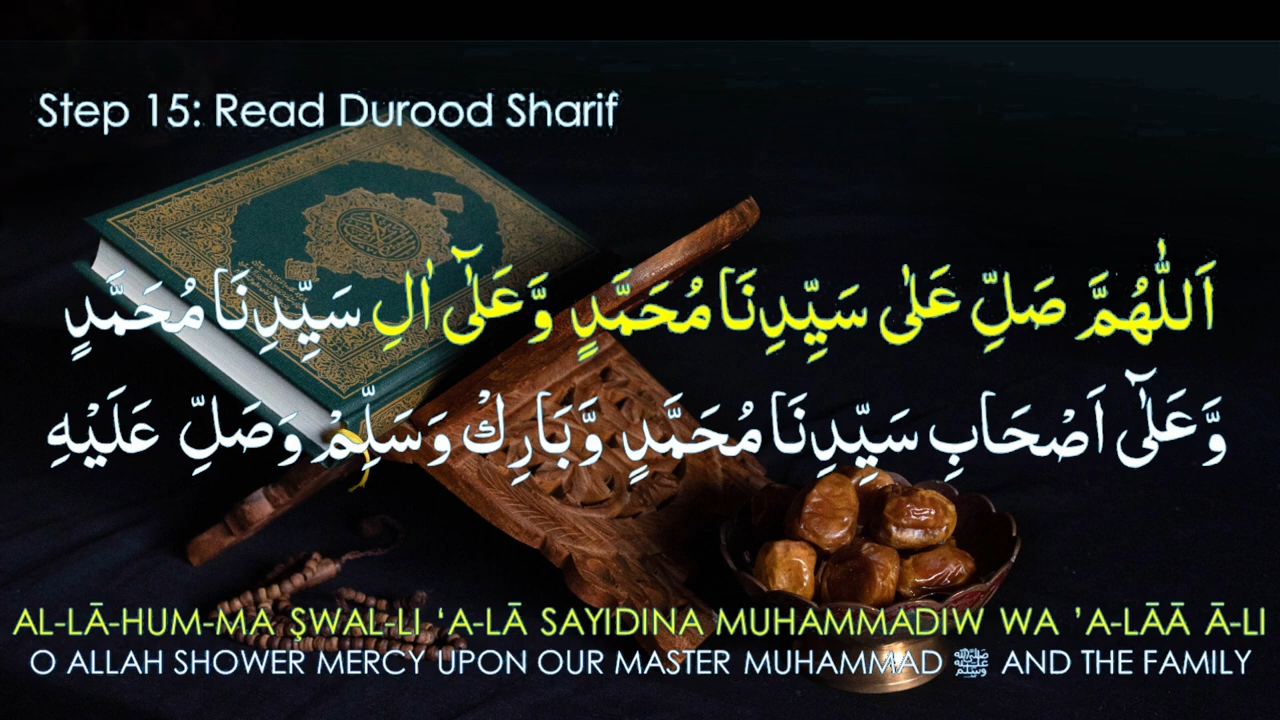 Step 15: Read Durood Sharif
اَللّٰهُمَّ صَلِّ عَلٰى سَيِّدِنَا مُحَمَّدٍ وَّعَلٰٓى اٰلِ سَيِّدِنَا مُحَمَّدٍ
وَّعَلٰٓى اَصْحَابِ سَيِّدِنَا مُحَمَّدٍ وَّبَارِكْ وَسَلِّمْ وَصَلِّ عَلَيْهِ
AL-LĀ-HUM-MA ŞWAL-LI ‘A-LĀ SAYIDINA MUHAMMADIW WA ’A-LĀĀ Ā-LI
O ALLAH SHOWER MERCY UPON OUR MASTER MUHAMMAD ﷺ AND THE FAMILY